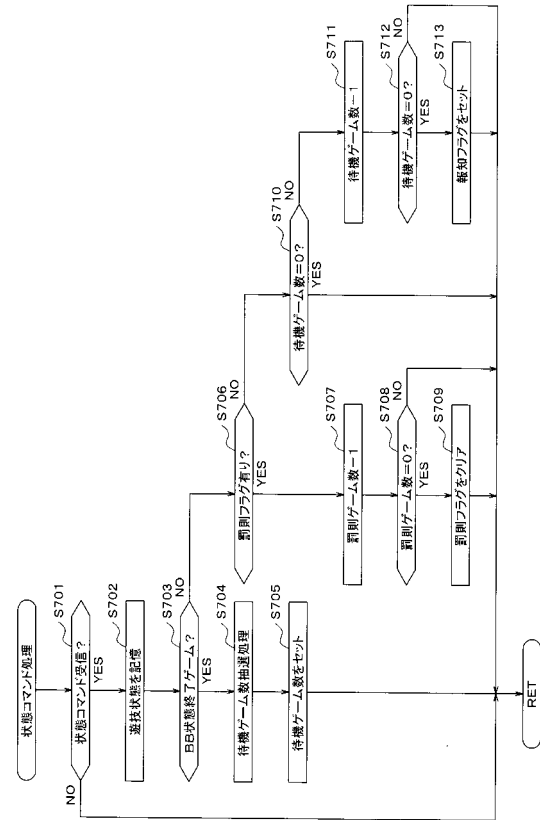 状態コマンド処理
S701
状態コマンド受信？
NO
YES
S702
遊技状態を記憶
S703
BB状態終了ゲーム？
NO
YES
S704
待機ゲーム数抽選処理
S705
待機ゲーム数をセット
S706
罰則フラグ有り？
NO
YES
S707
罰則ゲーム数－1
S708
罰則ゲーム数＝0？
NO
YES
S709
罰則フラグをクリア
S710
待機ゲーム数＝0？
NO
YES
S711
待機ゲーム数－1
S712
待機ゲーム数＝0？
NO
YES
S713
報知フラグをセット
RET